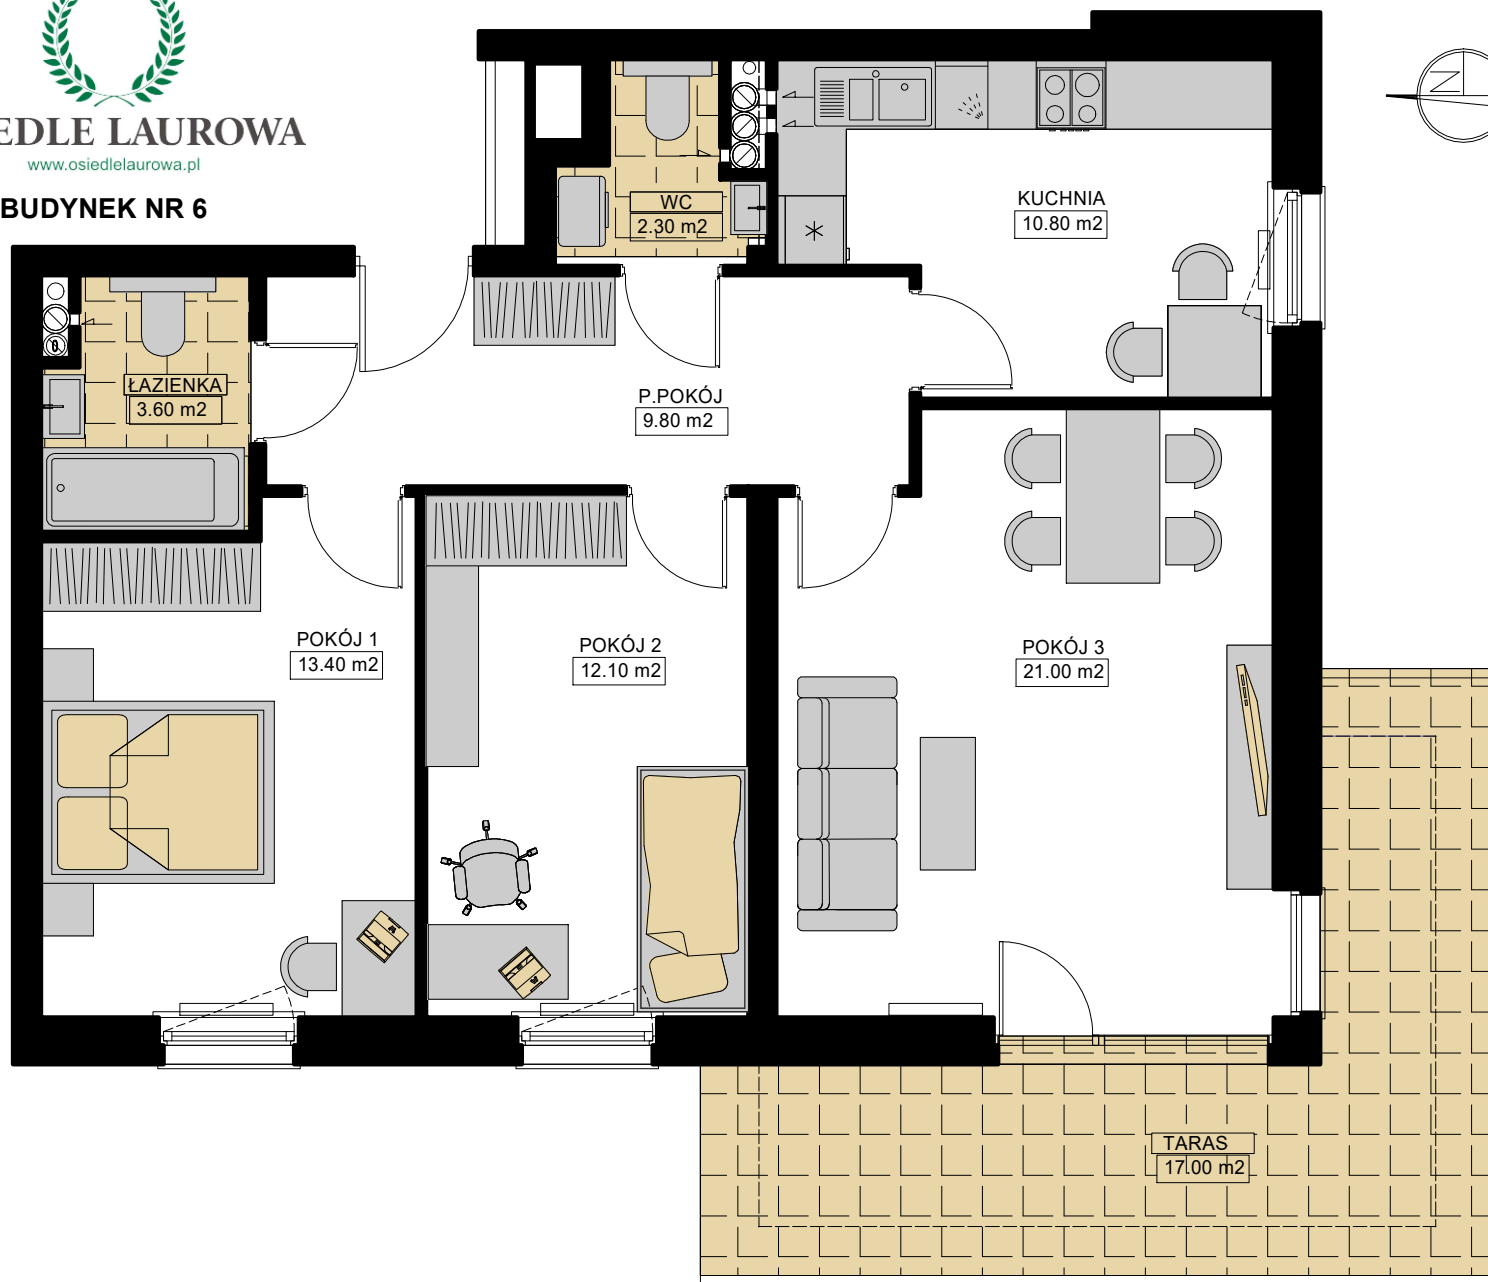 EDLE LAUROWA
www.osiedlelaurowa.pl
BUDYNEK NR 6
WC
2.30 m2
KUCHNIA
10.80 m2
N
ŁAZIENKA
3.60 m2
P.POKÓJ
9.80 m2
POKÓJ 1
13.40 m2
POKÓJ 2
12.10 m2
POKÓJ 3
21.00 m2
TARAS
17.00 m2